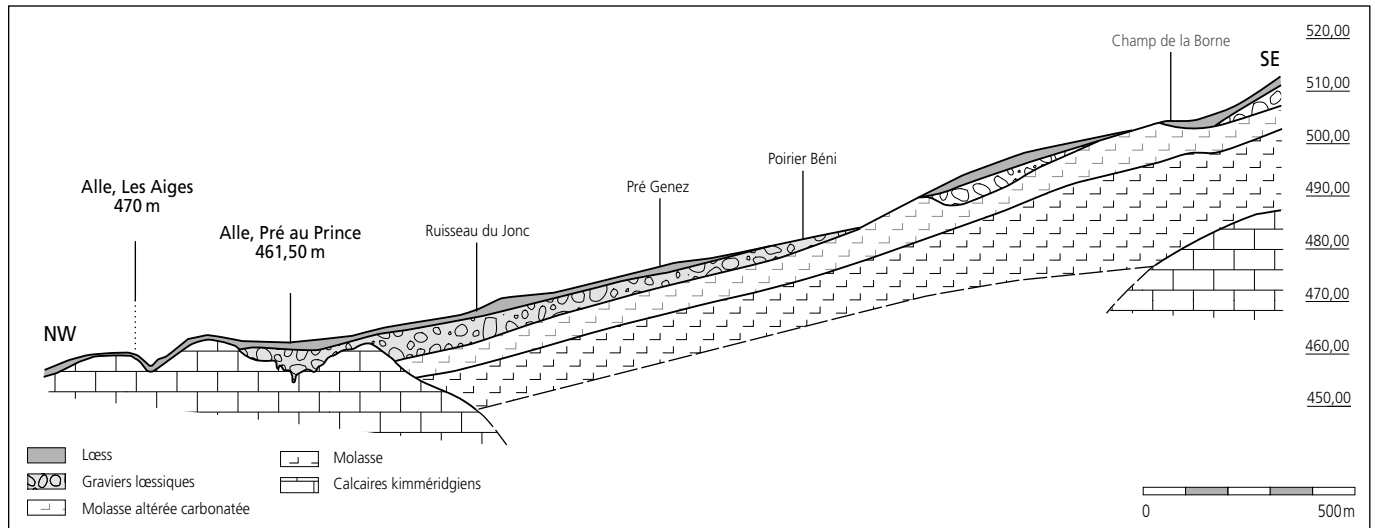 520,00
Champ de la Borne
SE
510,00
500,00
Poirier Béni
490,00
Alle, Les Aiges
470 m
Pré Genez
Alle, Pré au Prince
461,50 m
Ruisseau du Jonc
480,00
470,00
NW
460,00
450,00
Lœss
Graviers lœssiques
Molasse altérée carbonatée
Molasse
Calcaires kimméridgiens
0 500 m